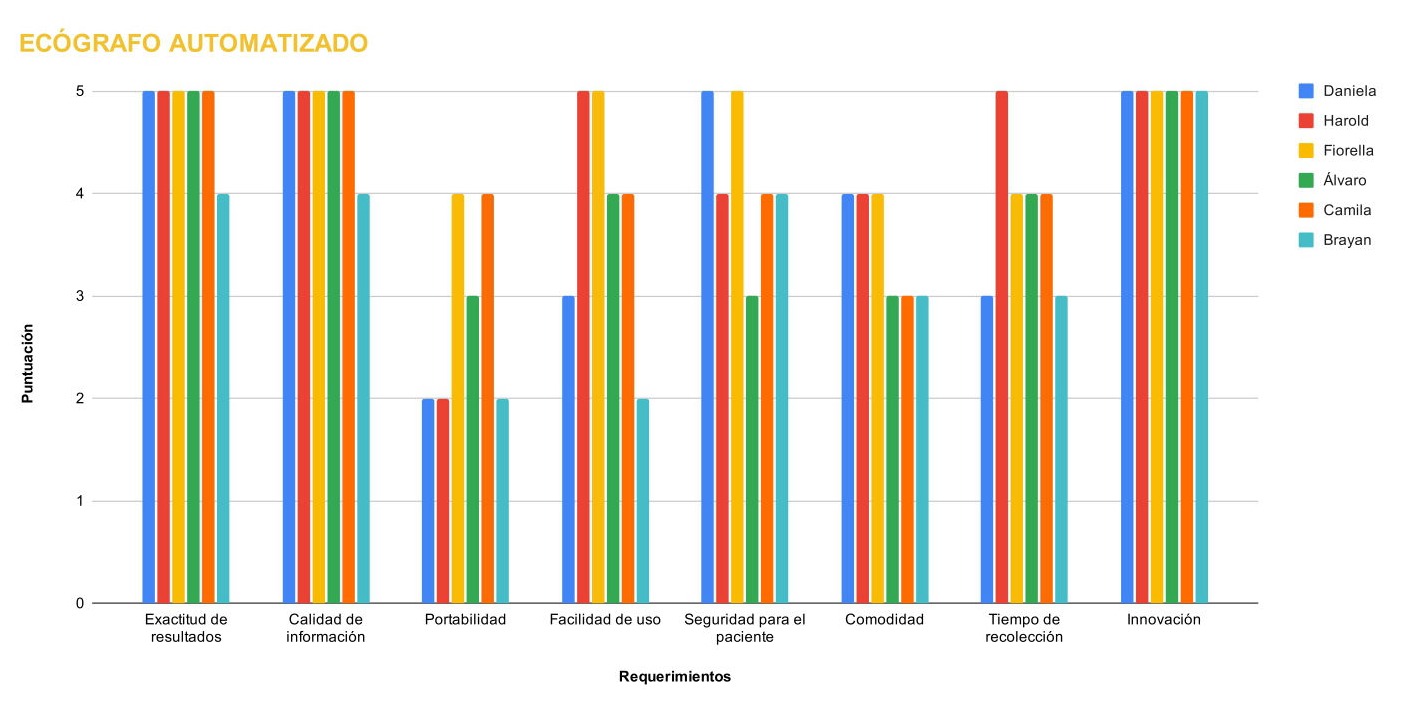 ECÓGRAFO AUTOMATIZADO
5
4
3
2
1
0
Puntuación
Exactitud de
resultados
Calidad de
información
Portabilidad
Facilidad de uso
Seguridad para el
paciente
Comodidad
Tiempo de
recolección
Innovación
Requerimientos
Daniela
Harold
Fiorella
Álvaro
Camila
Brayan